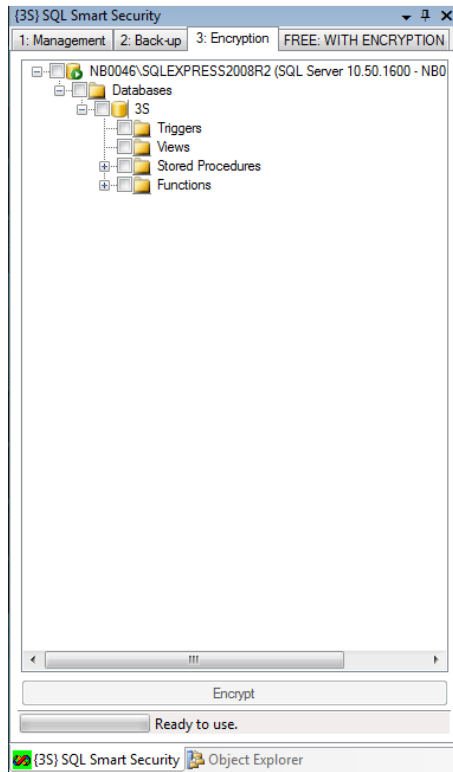 {3S} SQL Smart Security
1: Management 2: Back-up 3: Encryption FREE: WITH ENCRYPTION
NB0046\SQLEXPRESS2008R2 (SQL Server 10.50.1600 - NB0
Databases
3S
Triggers
Views
Stored Procedures
Functions
Encrypt
Ready to use.
{3S} SQL Smart Security Object Explorer